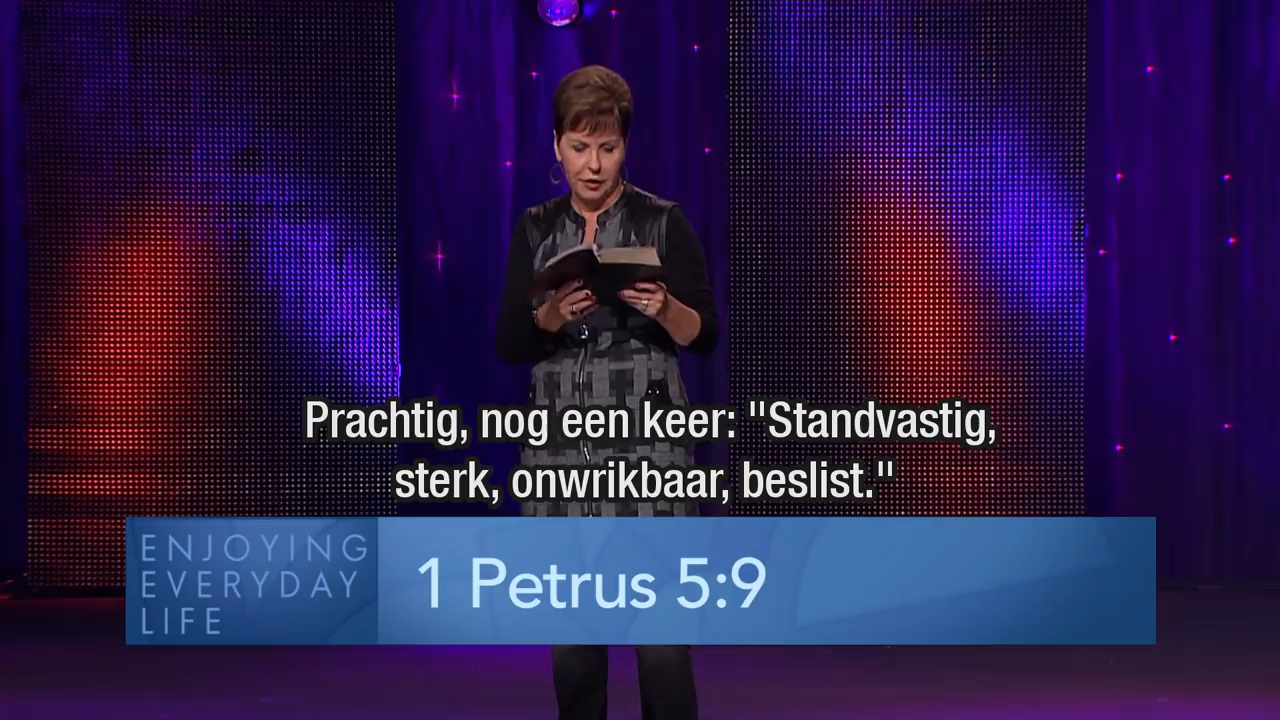 Prachtig, nog een keer: "Standvastig,
sterk, onwrikbaar, beslist."
ENJOYING
EVERYDAY
LIFE
1 Petrus 5:9